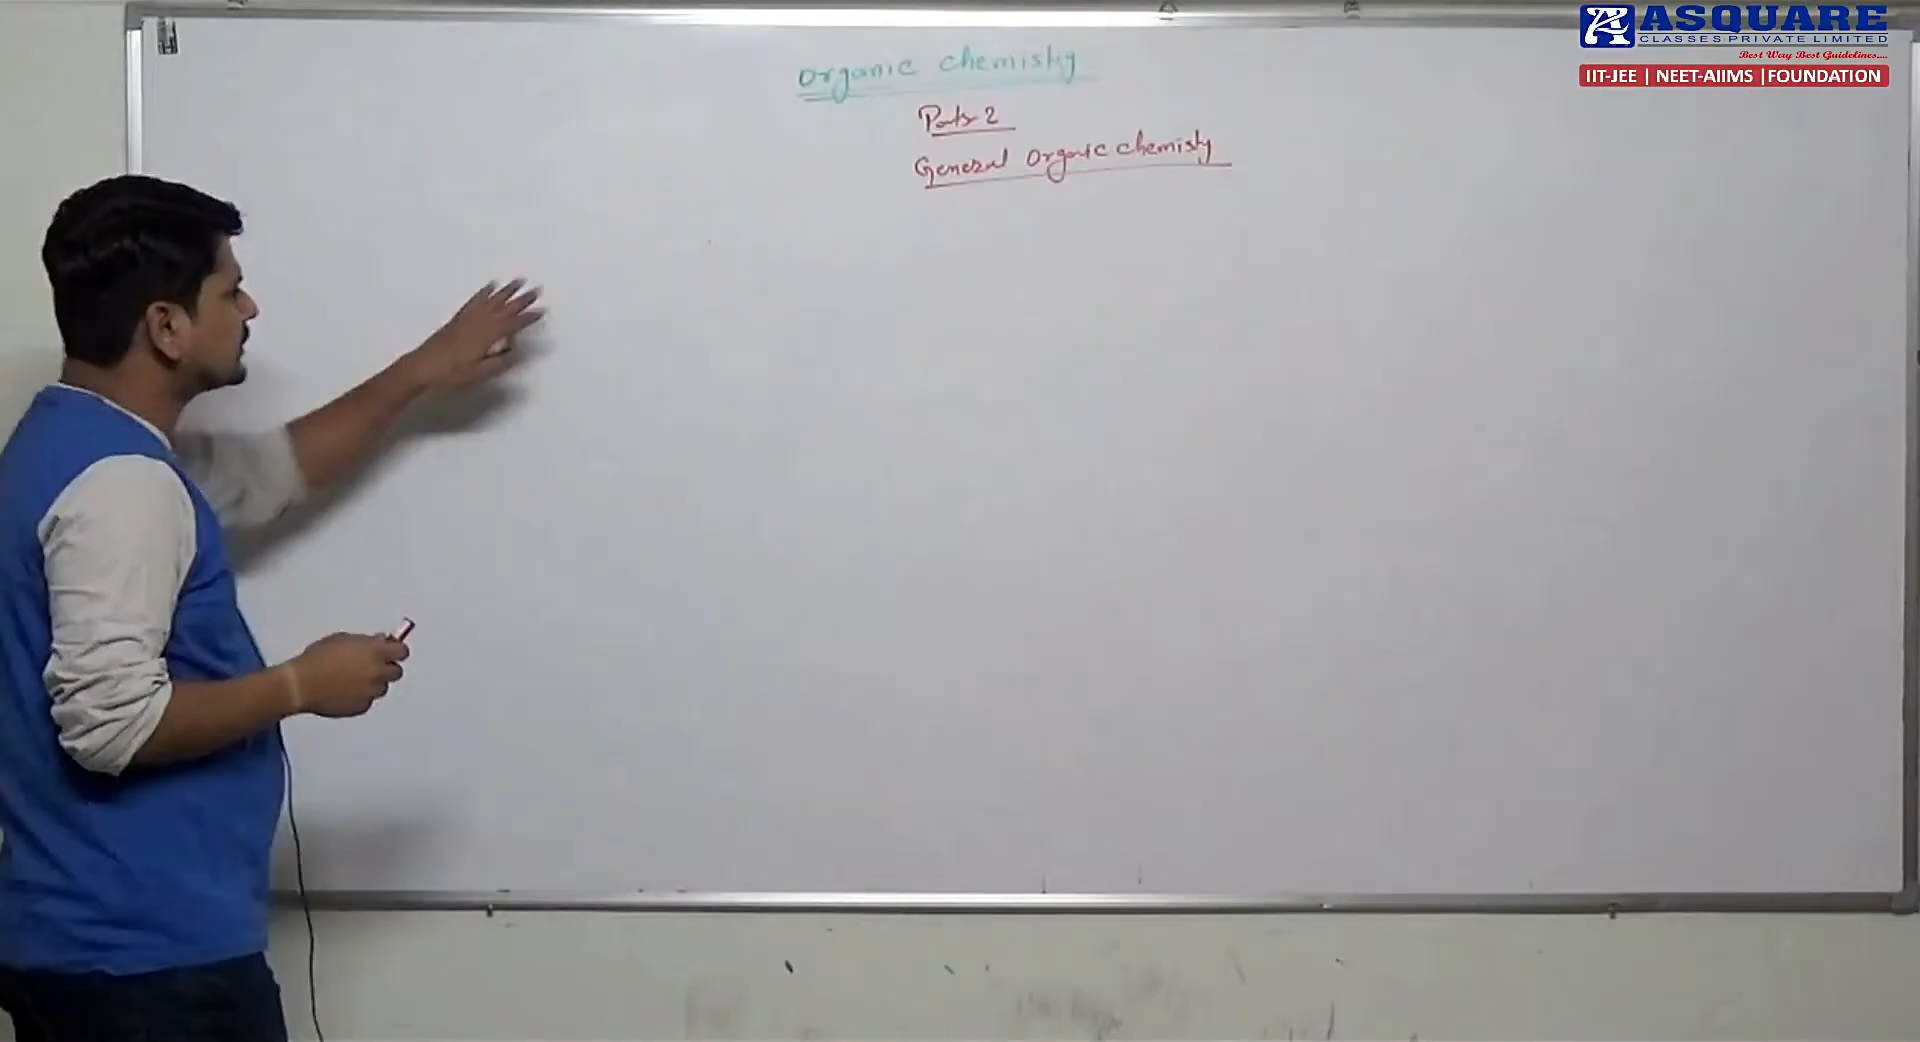 ASQUARE
CLASSES PRIVATE LIMITED
Best Way Best Guidelines....
IIT-JEE | NEET-AIIMS |FOUNDATION
Organic chemistry
Part-2
General Organic chemisty